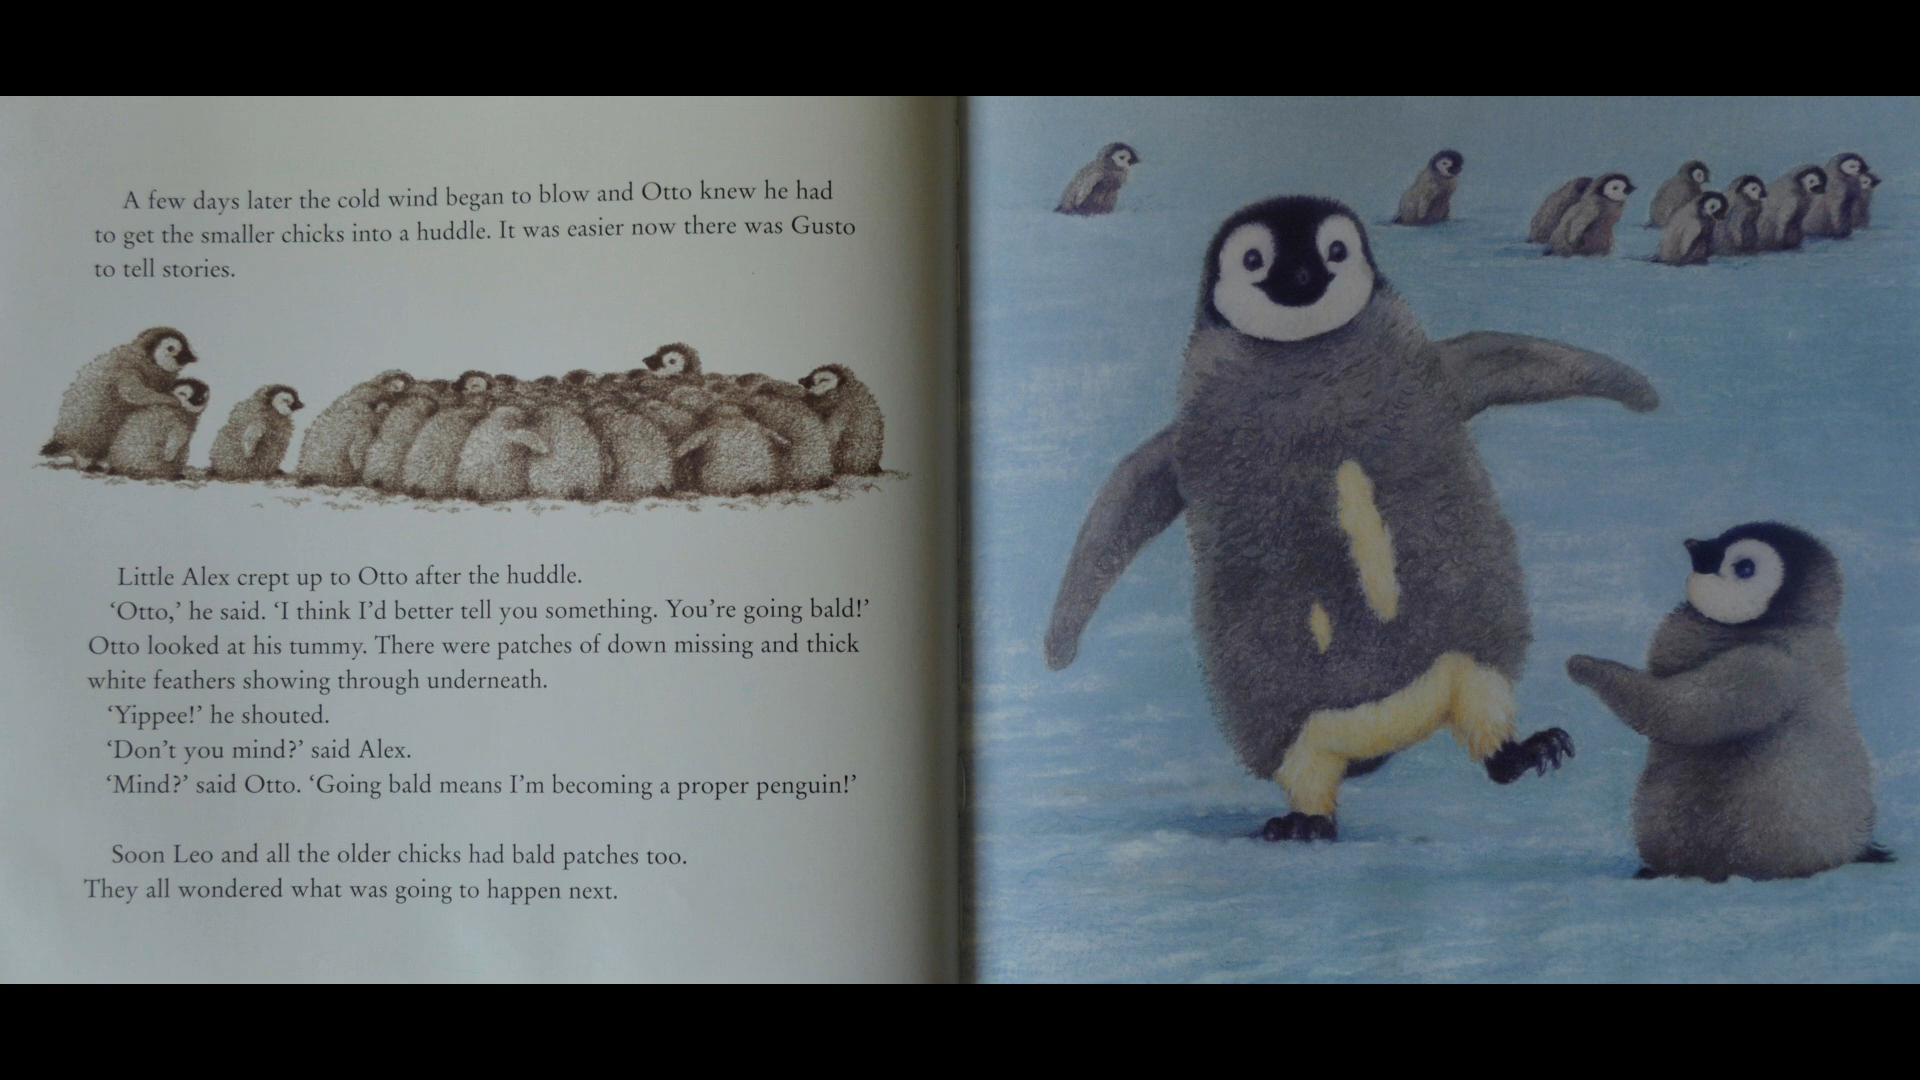 A few days later the cold wind began to blow and Otto knew he had
to get the smaller chicks into a huddle. It was easier now there was Gusto
to tell stories.
Little Alex crept up to Otto after the huddle.
‘Otto,’ he said. ‘I think I’d better tell you something. You’re going bald!’
Otto looked at his tummy. There were patches of down missing and thick
white feathers showing through underneath.
‘Yippee!’ he shouted.
‘Don’t you mind?’ said Alex.
‘Mind?’ said Otto. ‘Going bald means I’m becoming a proper penguin!’
Soon Leo and all the older chicks had bald patches too.
They all wondered what was going to happen next.